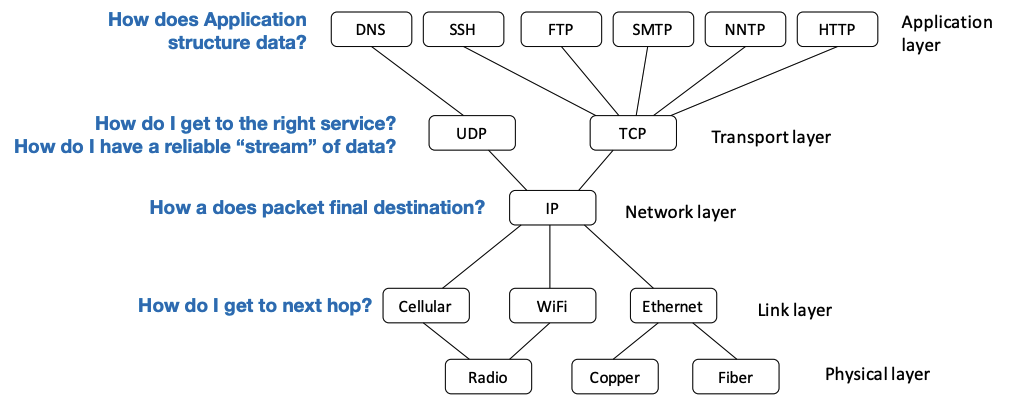 How does Application
structure data?
DNS
SSH
FTP
SMTP
NNTP
HTTP
Application
layer
How do I get to the right service?
How do I have a reliable “stream” of data?
UDP
TCP
Transport layer
How a does packet final destination?
IP
Network layer
How do I get to next hop?
Cellular
WiFi
Ethernet
Link layer
Radio
Copper
Fiber
Physical layer